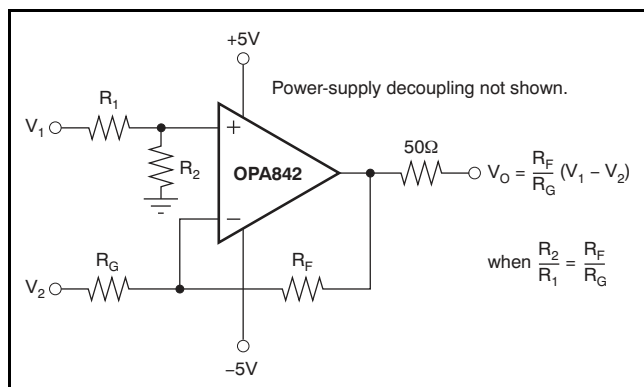 +5V
Power-supply decoupling not shown.
R1
V1
+
R2
OPA842
50Ω
VO = RF/RG (V1 – V2)
–
RG
RF
V2
when R2/R1 = RF/RG
–5V